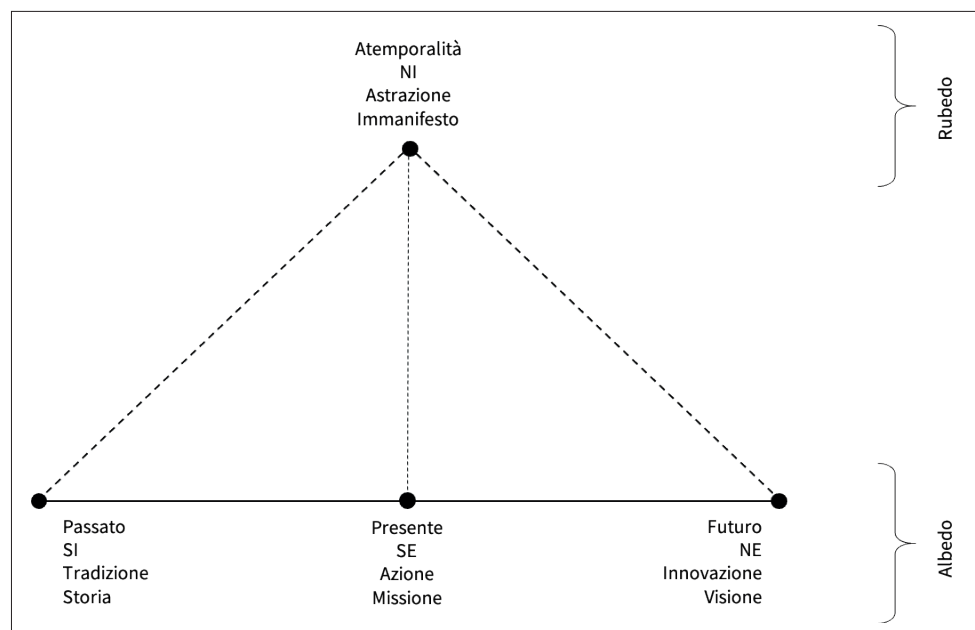 Atemporalità
NI
Astrazione
Immanifesto
Rubedo
Passato
SI
Tradizione
Storia
Presente
SE
Azione
Missione
Futuro
NE
Innovazione
Visione
Albedo